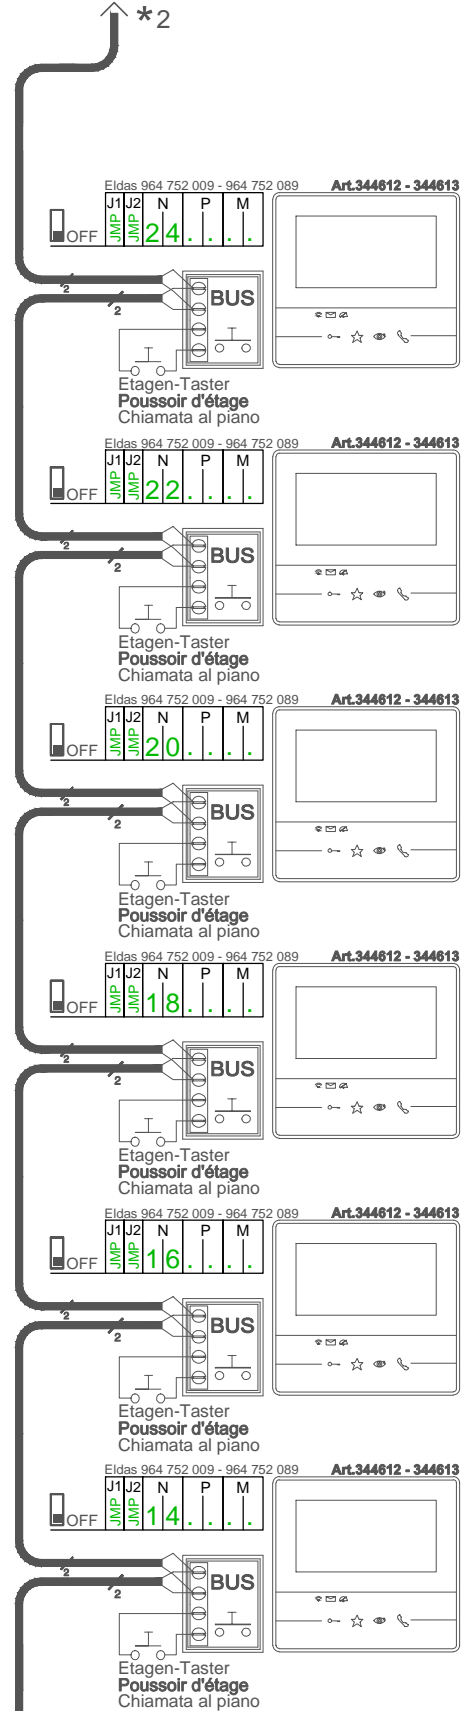 *2
Eldas 964 752 009 - 964 752 089
Art.344612 - 344613
J1 J2 N P M
OFF JMP JMP 24. . . .
2
2
BUS
Etagen-Taster
Poussoir d'étage
Chiamata al piano
Eldas 964 752 009 - 964 752 089
Art.344612 - 344613
J1 J2 N P M
OFF JMP JMP 22. . . .
2
2
BUS
Etagen-Taster
Poussoir d'étage
Chiamata al piano
Eldas 964 752 009 - 964 752 089
Art.344612 - 344613
J1 J2 N P M
OFF JMP JMP 20. . . .
2
2
BUS
Etagen-Taster
Poussoir d'étage
Chiamata al piano
Eldas 964 752 009 - 964 752 089
Art.344612 - 344613
J1 J2 N P M
OFF JMP JMP 18. . . .
2
2
BUS
Etagen-Taster
Poussoir d'étage
Chiamata al piano
Eldas 964 752 009 - 964 752 089
Art.344612 - 344613
J1 J2 N P M
OFF JMP JMP 16. . . .
2
2
BUS
Etagen-Taster
Poussoir d'étage
Chiamata al piano
Eldas 964 752 009 - 964 752 089
Art.344612 - 344613
J1 J2 N P M
OFF JMP JMP 14. . . .
2
2
BUS
Etagen-Taster
Poussoir d'étage
Chiamata al piano